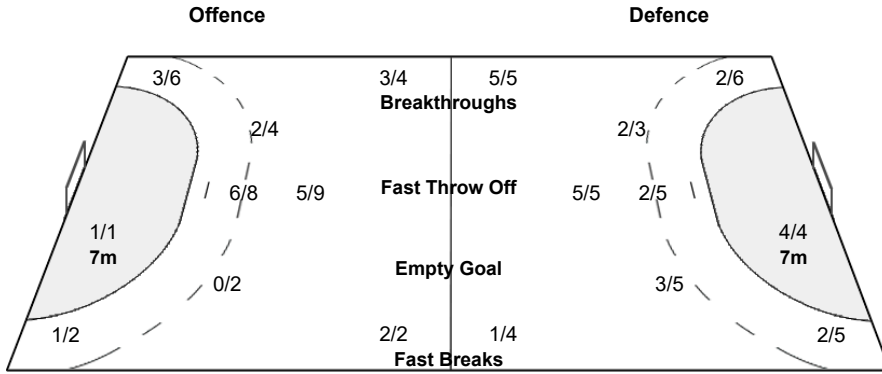 Offence Defence
3/6 3/4 5/5 2/6
Breakthroughs
2/4 2/3
6/8 5/9 Fast Throw Off 5/5 2/5
1/1 4/4
7m 7m
Empty Goal
0/2 3/5
1/2 2/2 1/4 2/5
Fast Breaks